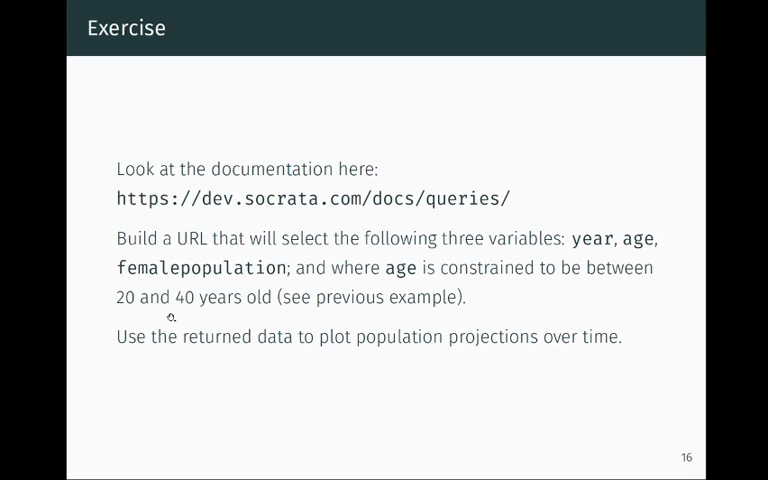 Exercise
Look at the documentation here:
https://dev.socrata.com/docs/queries/
Build a URL that will select the following three variables: year, age,
femalepopulation; and where age is constrained to be between
20 and 40 years old (see previous example).
Use the returned data to plot population projections over time.
16